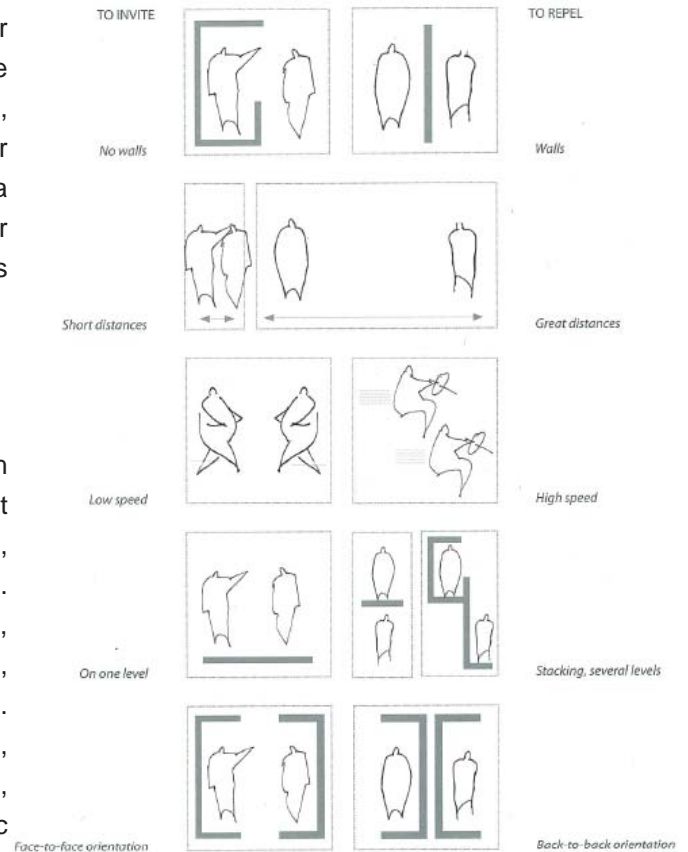 r
TO INVITE
TO REPEL
e
,
r
No walls
Walls
a
r
s
Short distances
Great distances
n
Low speed
High speed
t
,
.
,
,
On one level
Stacking, several levels
.
,
,
c
Face-to-face orientation
Back-to-back orientation